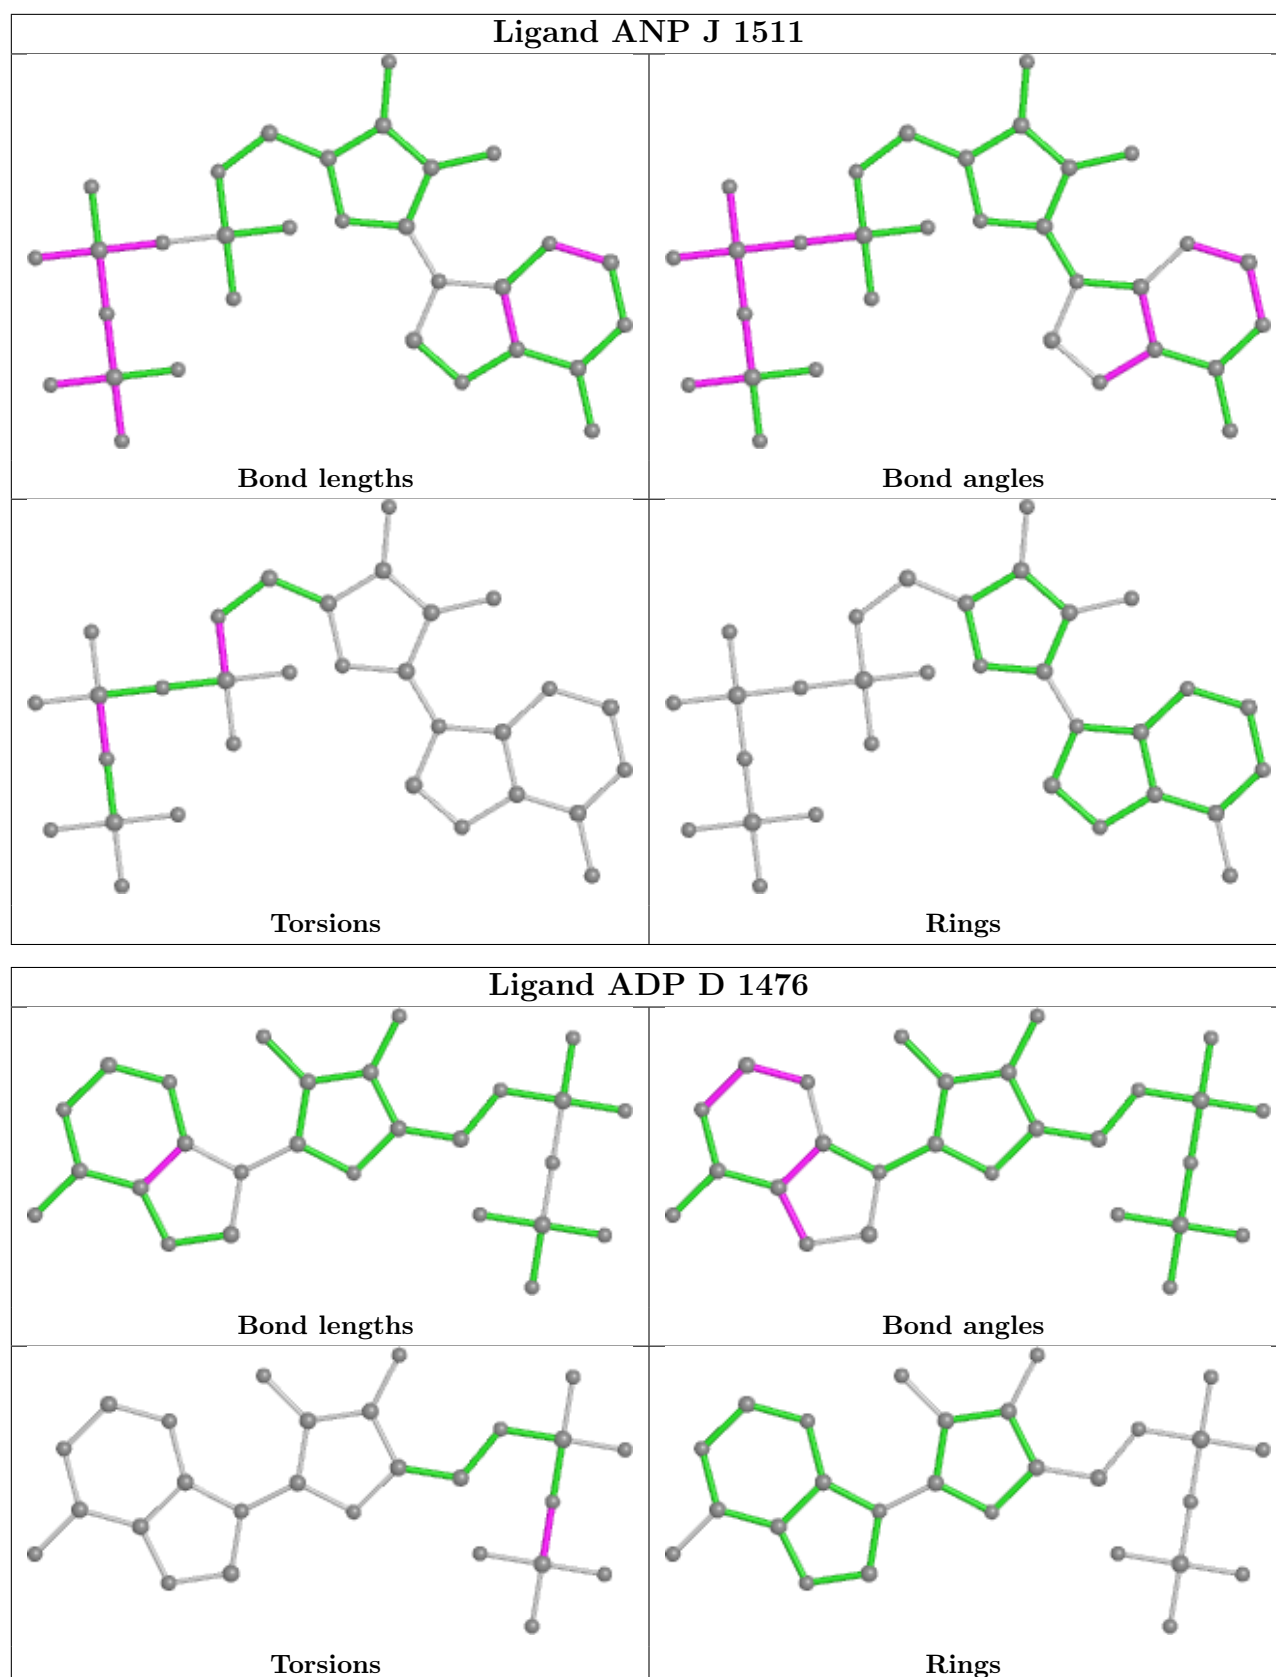 Ligand ANP J 1511
Bond lengths
Bond angles
Torsions
Rings
Ligand ADP D 1476
Bond lengths
Bond angles
Torsions
Rings